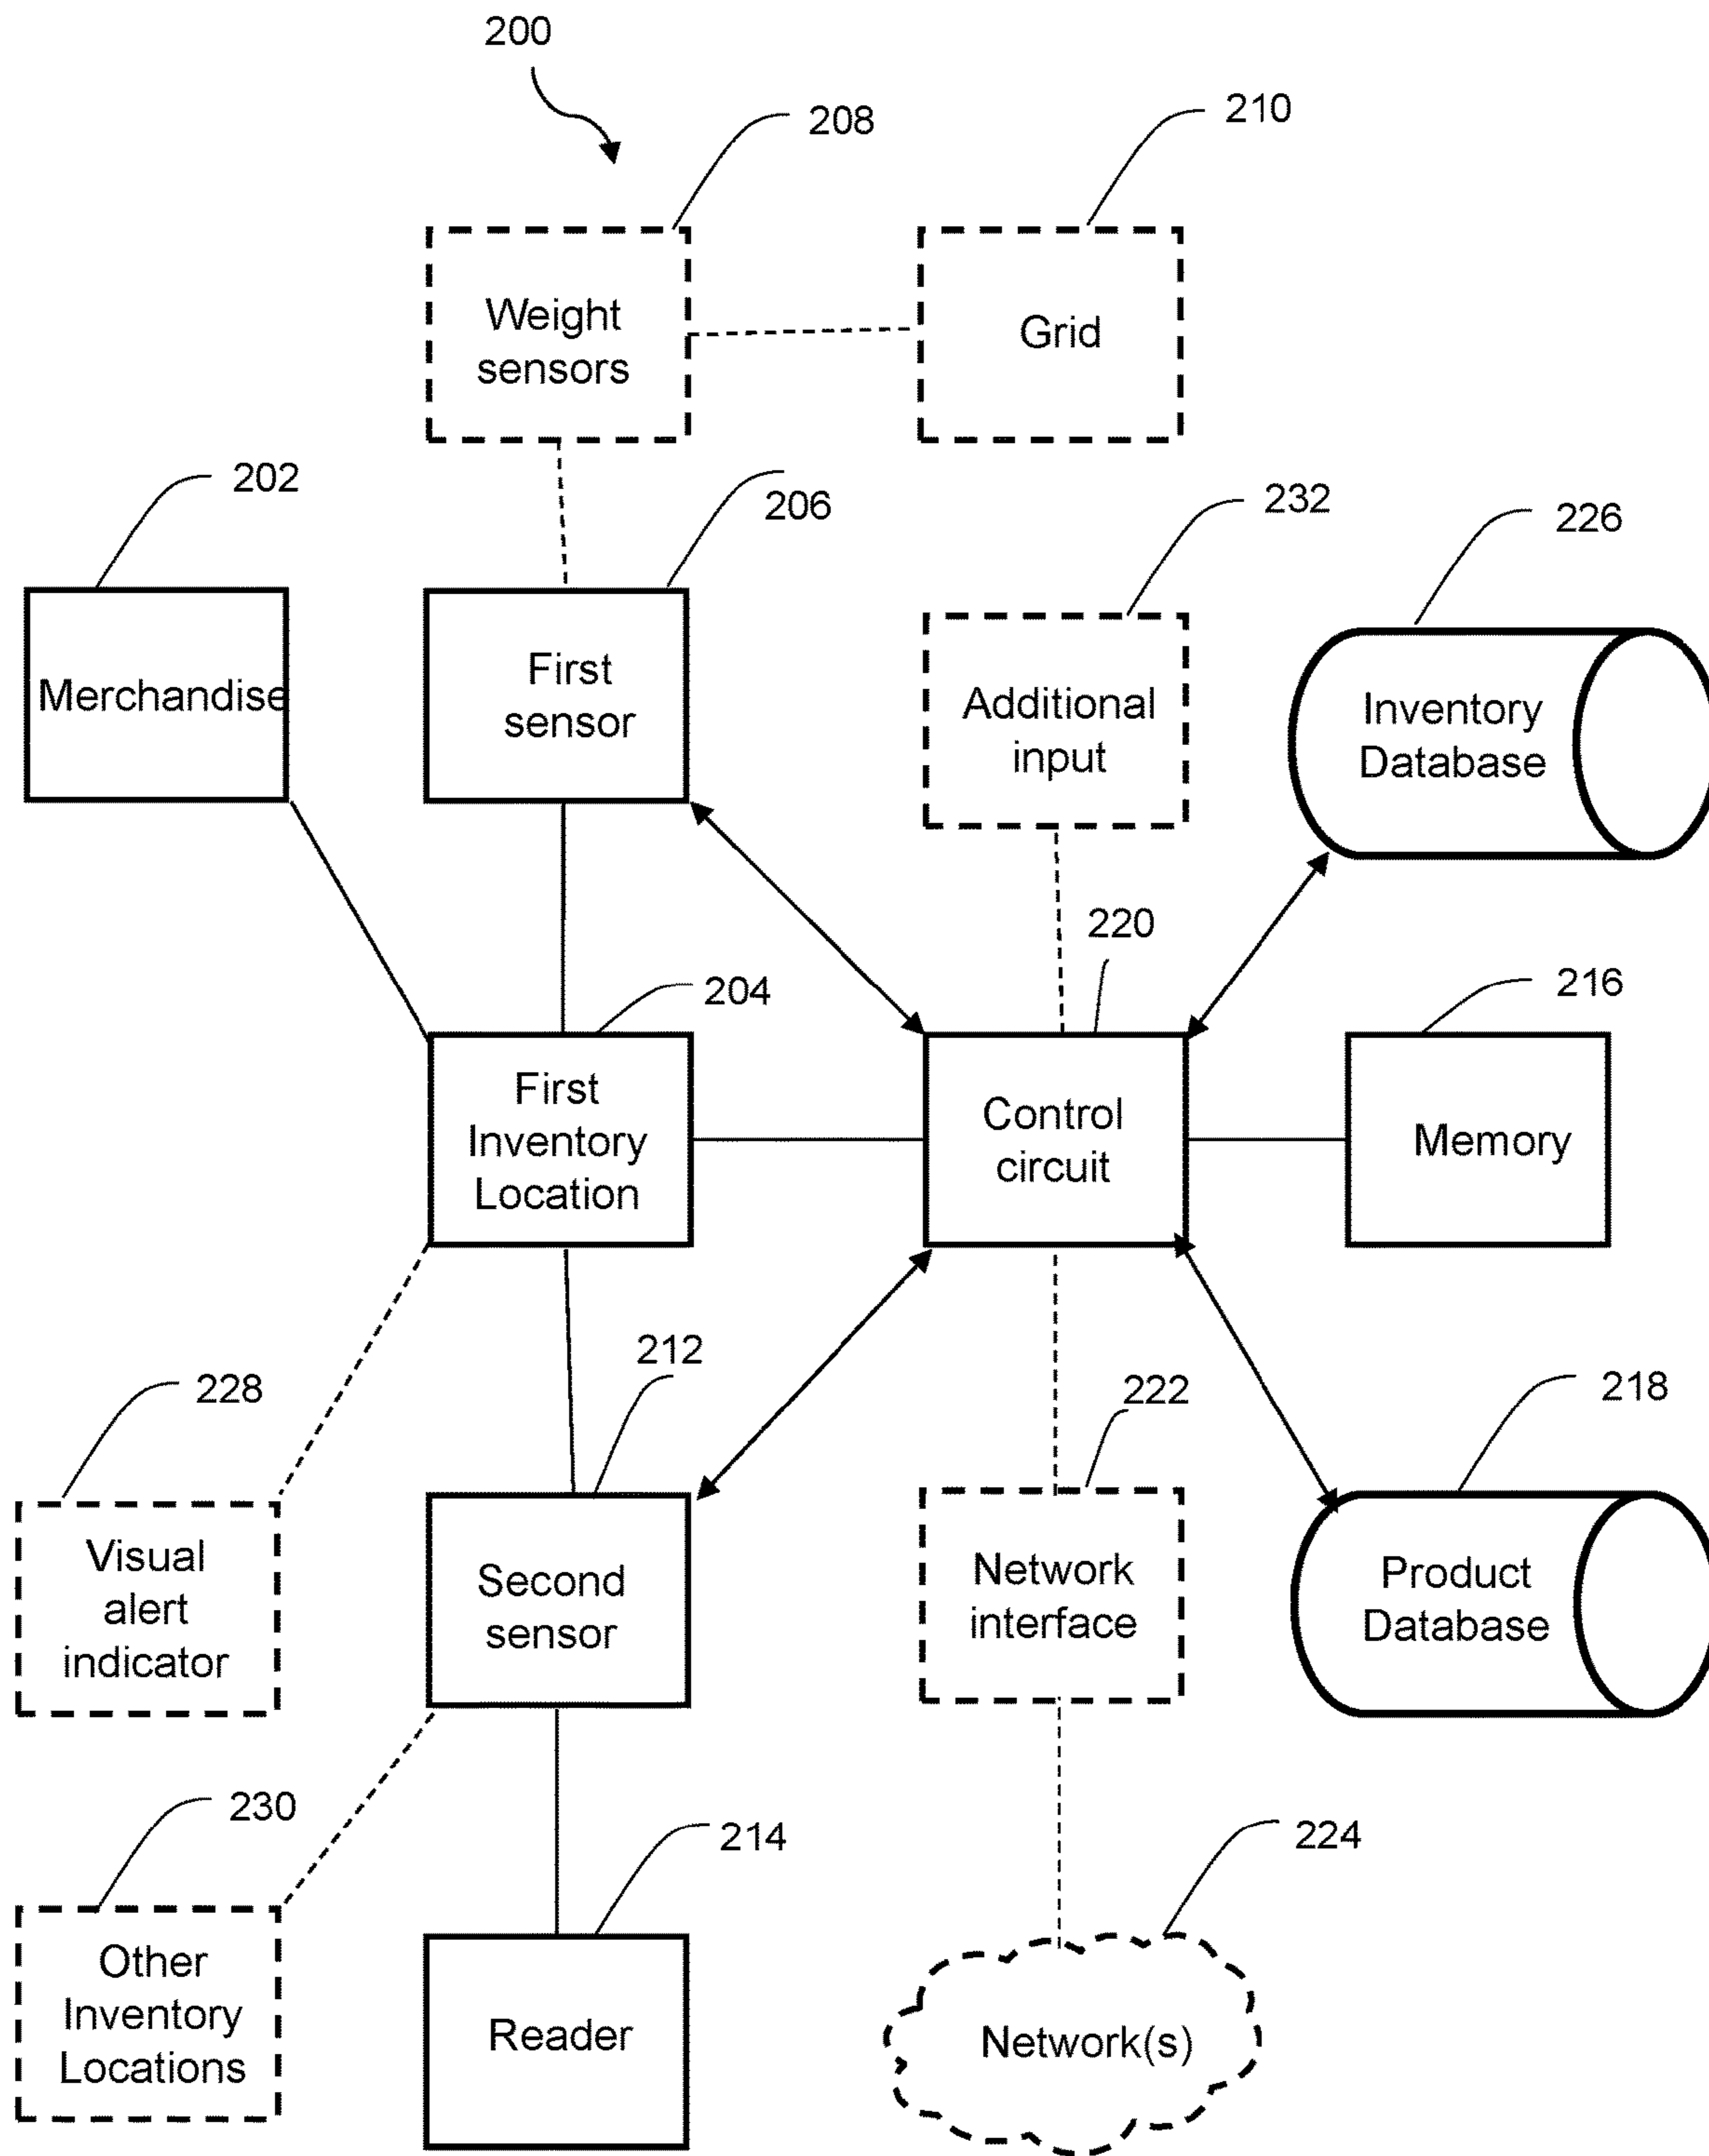 200
208
210
Weight
sensors
Grid
202
206
232
226
Merchandise
First
sensor
Additional
input
Inventory
Database
220
204
216
First
Inventory
Location
Control
circuit
Memory
212
228
222
218
Visual
alert
indicator
Second
sensor
Network
interface
Product
Database
230
214
224
Other
Inventory
Locations
Reader
Network(s)